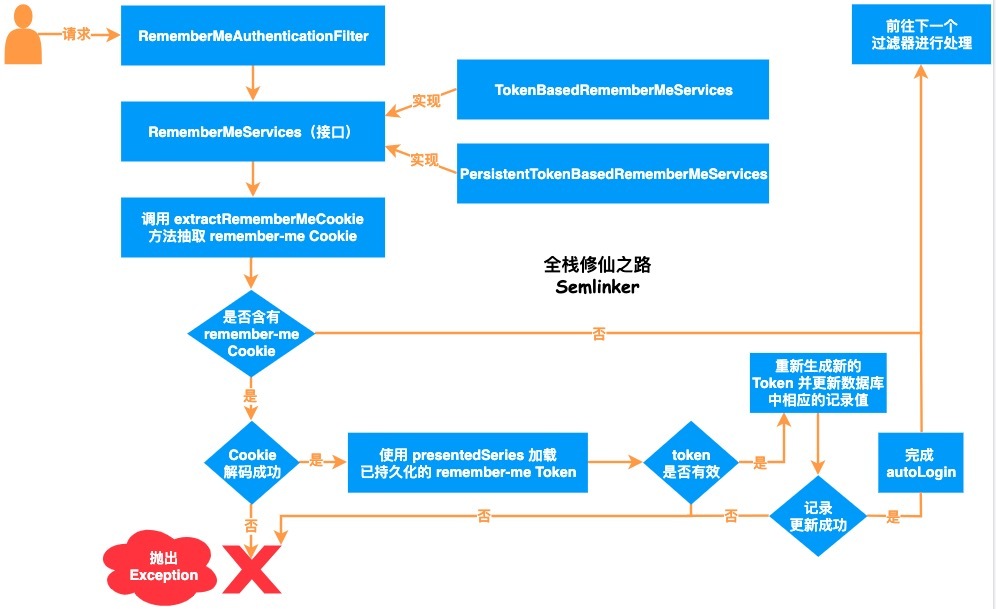 请求
RememberMeAuthenticationFilter
前往下一个
过滤器进行处理
RememberMeServices（接口）
实现
TokenBasedRememberMeServices
实现
PersistentTokenBasedRememberMeServices
调用 extractRememberMeCookie
方法抽取 remember-me Cookie
全栈修仙之路
Semlinker
是否含有
remember-me
Cookie
否
是
重新生成新的
Token 并更新数据库
中相应的记录值
Cookie
解码成功
是
使用 presentedSeries 加载
已持久化的 remember-me Token
token
是否有效
是
完成
autoLogin
否
否
否
记录
更新成功
是
抛出
Exception